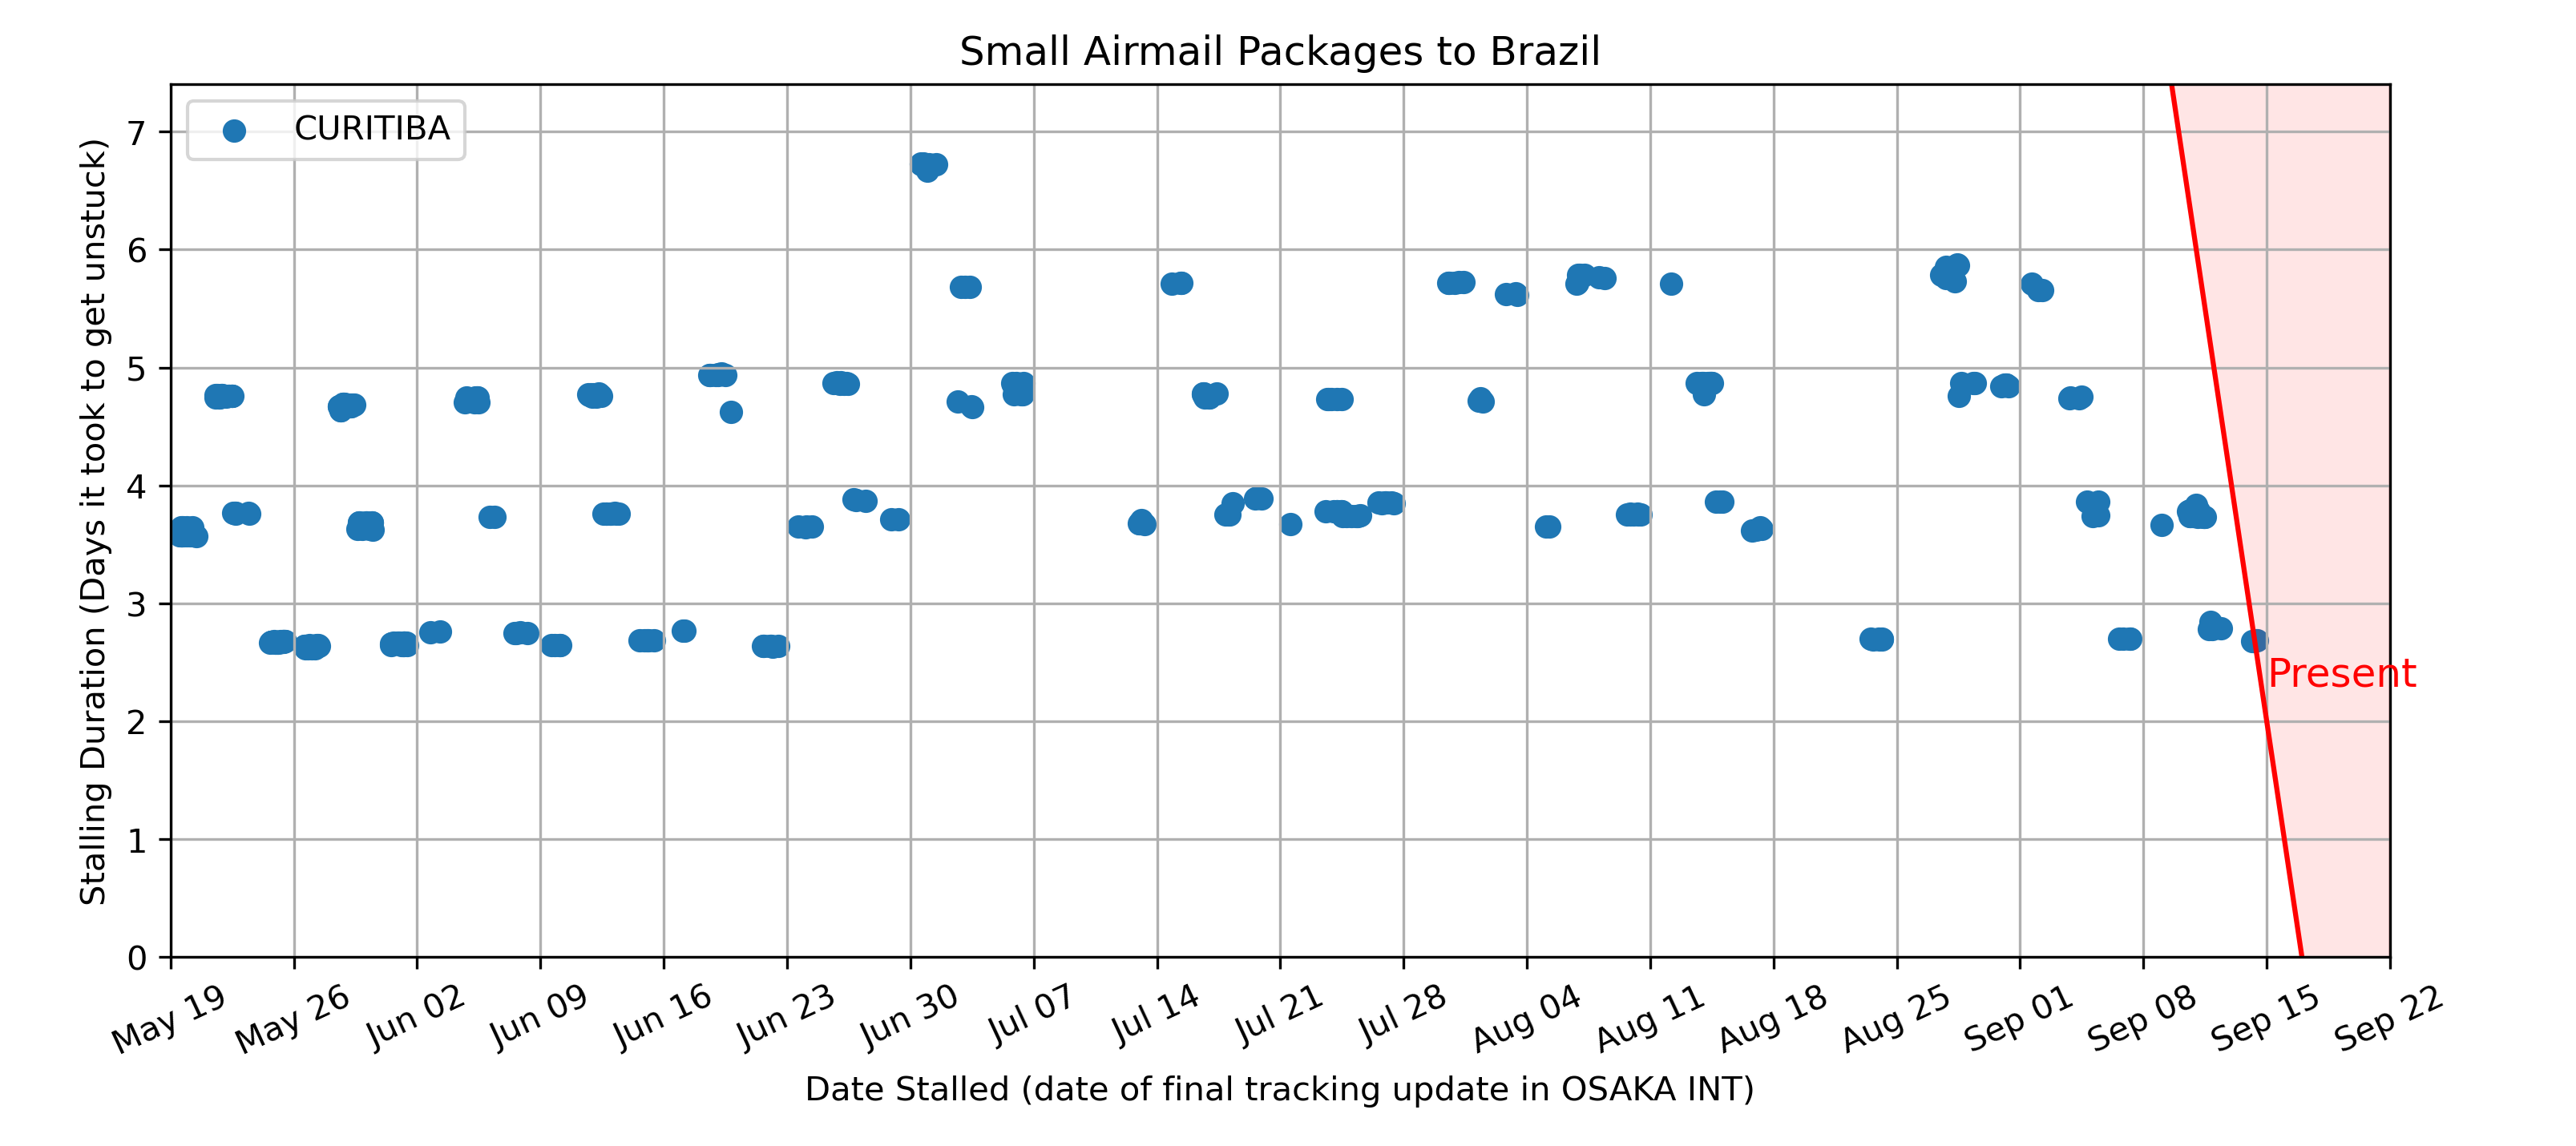 Small Airmail Packages to Brazil
CURITIBA
Stalling Duration (Days it took to get unstuck)
7
6
5
4
3
2
1
0
Present
May 19
May 26
Jun 02
Jun 09
Jun 16
Jun 23
Jun 30
Jul 07
Jul 14
Jul 21
Jul 28
Aug 04
Aug 11
Aug 18
Aug 25
Sep 01
Sep 08
Sep 15
Sep 22
Date Stalled (date of final tracking update in OSAKA INT)